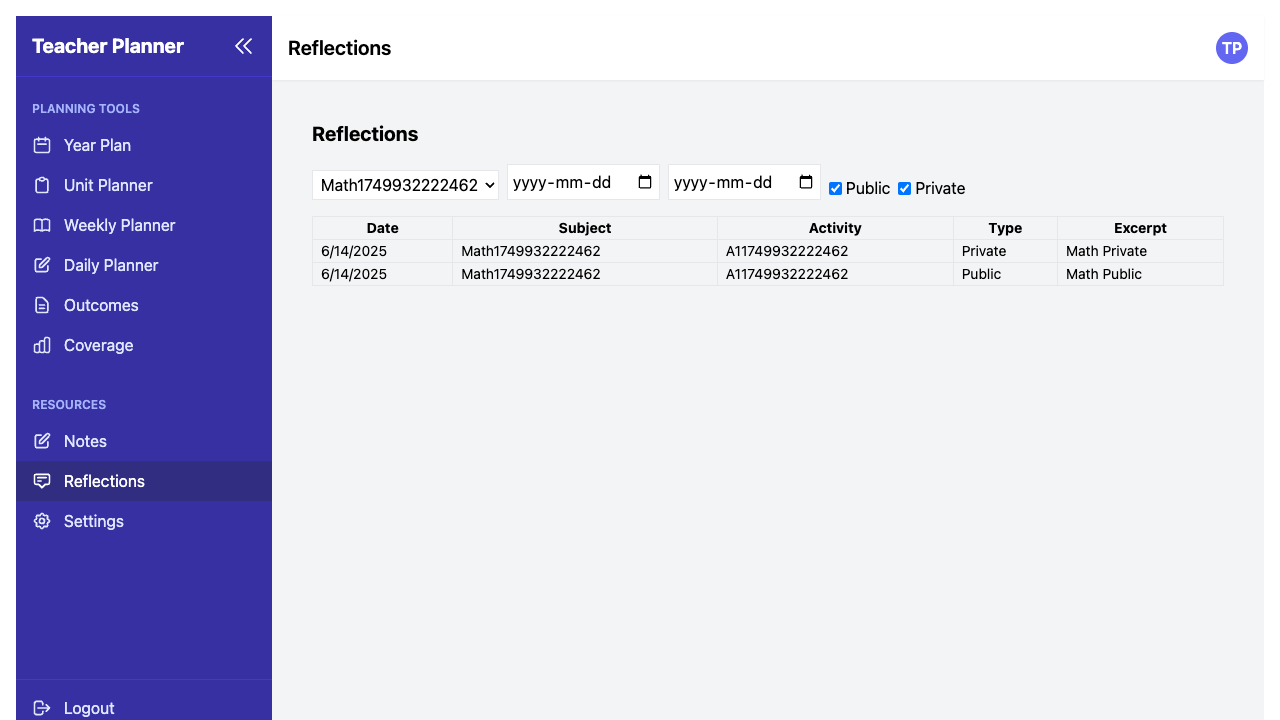 Teacher Planner
PLANNING TOOLS
Year Plan
Unit Planner
Weekly Planner
Daily Planner
Outcomes
Coverage
RESOURCES
Notes
Reflections
Settings
Logout
Reflections
TP
Reflections
Math1749932222462 yyyy-mm-dd yyyy-mm-dd Public Private
Date Subject Activity Type Excerpt
6/14/2025 Math1749932222462 A11749932222462 Private Math Private
6/14/2025 Math1749932222462 A11749932222462 Public Math Public